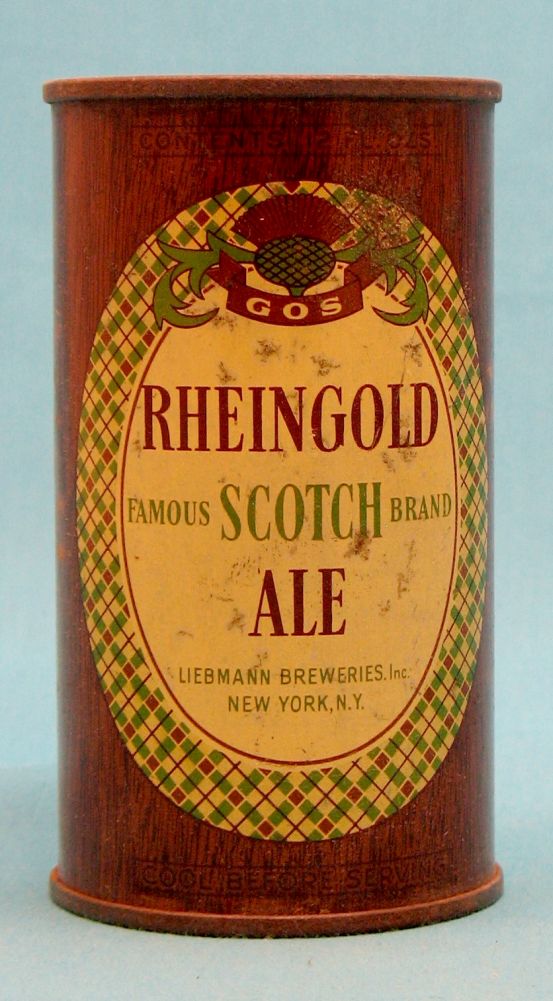 CONTENTS 12 FL. OZS
GOS
RHEINGOLD
FAMOUS SCOTCH BRAND
ALE
LIEBMANN BREWERIES. Inc.
NEW YORK, N.Y.
COOL BEFORE SERVING